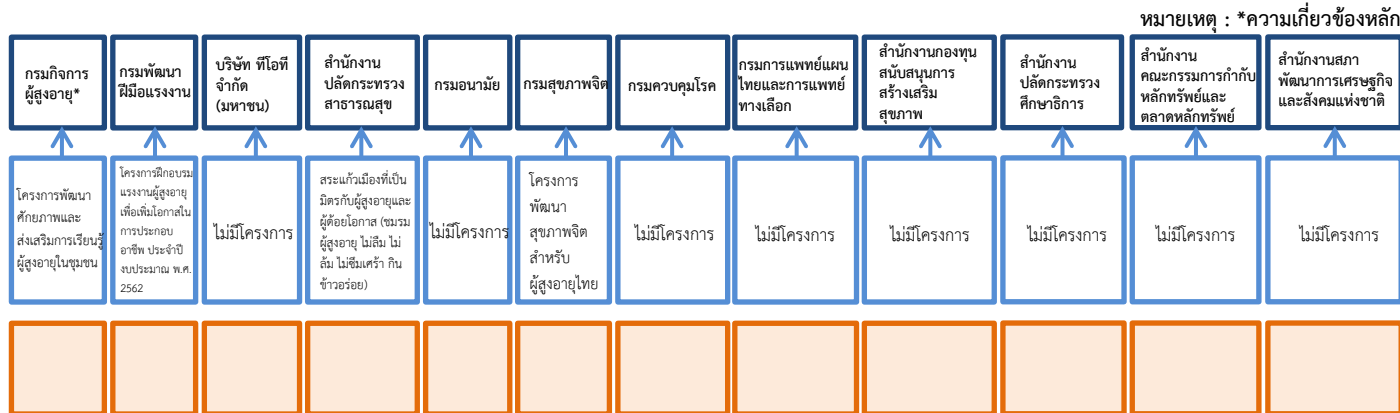 หมายเหตุ : *ความเกี่ยวข้องหลัก
กรมกิจการ
ผู้สูงอายุ*
กรมพัฒนา
ฝีมือแรงงาน
บริษัท ทีโอที
จำกัด
(มหาชน)
สำนักงาน
ปลัดกระทรวง
สาธารณสุข
กรมอนามัย
กรมสุขภาพจิต
กรมควบคุมโรค
กรมการแพทย์แผน
ไทยและการแพทย์
ทางเลือก
สำนักงานกองทุน
สนับสนุนการ
สร้างเสริม
สุขภาพ
สำนักงาน
ปลัดกระทรวง
ศึกษาธิการ
สำนักงาน
คณะกรรมการกำกับ
หลักทรัพย์และ
ตลาดหลักทรัพย์
สำนักงานสภา
พัฒนาการเศรษฐกิจ
และสังคมแห่งชาติ
โครงการพัฒนา
ศักยภาพและ
ส่งเสริมการเรียนรู้
ผู้สูงอายุในชุมชน
โครงการฝึกอบรม
แรงงานผู้สูงอายุ
เพื่อเพิ่มโอกาสใน
การประกอบ
อาชีพ ประจำปี
งบประมาณ พ.ศ.
2562
ไม่มีโครงการ
สระแก้วเมืองที่เป็น
มิตรกับผู้สูงอายุและ
ผู้ด้อยโอกาส (ชมรม
ผู้สูงอายุ ไม่ลืม ไม่
ล้ม ไม่ซึมเศร้า กิน
ข้าวอร่อย)
ไม่มีโครงการ
โครงการ
พัฒนา
สุขภาพจิต
สำหรับ
ผู้สูงอายุไทย
ไม่มีโครงการ
ไม่มีโครงการ
ไม่มีโครงการ
ไม่มีโครงการ
ไม่มีโครงการ
ไม่มีโครงการ